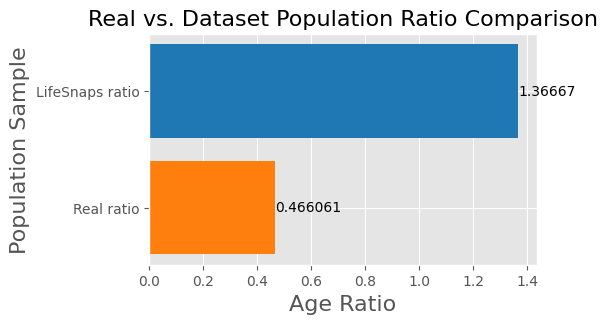 Real vs. Dataset Population Ratio Comparison
Population Sample
LifeSnaps ratio
1.36667
Real ratio
0.466061
0.0 0.2 0.4 0.6 0.8 1.0 1.2 1.4
Age Ratio